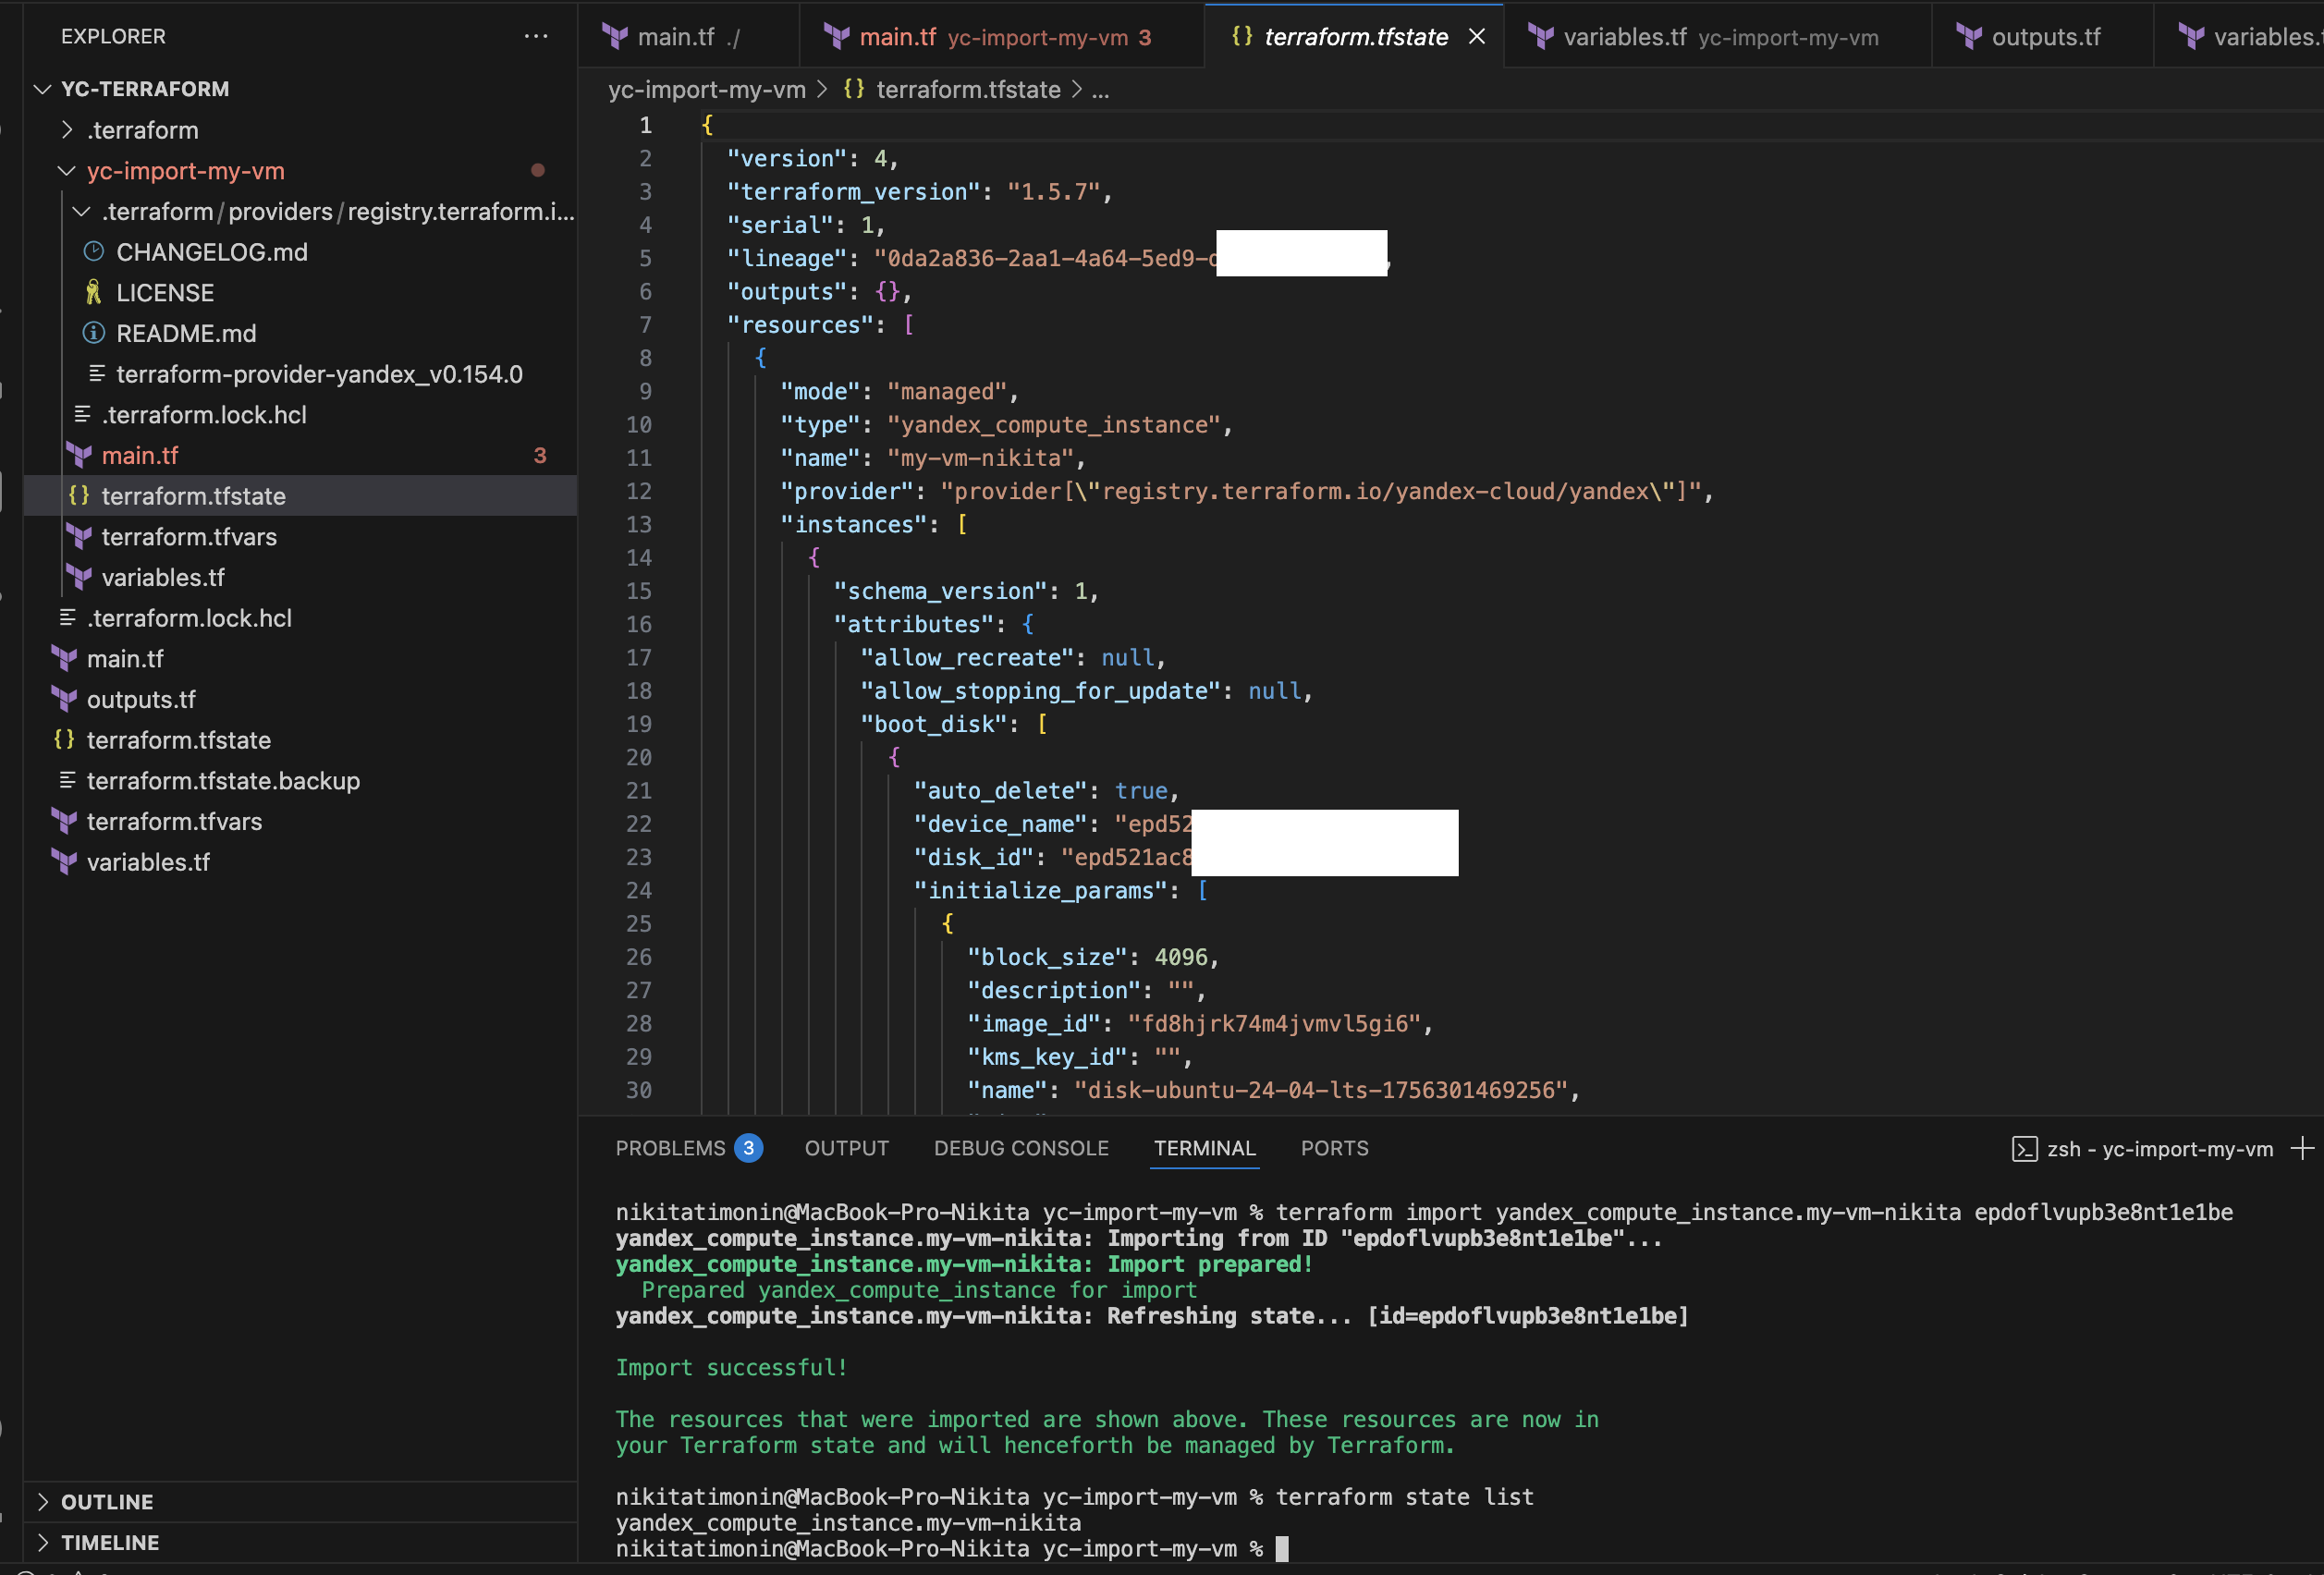 EXPLORER
YC-TERRAFORM
.terraform
yc-import-my-vm
.terraform/providers/registry.terraform.i...
CHANGELOG.md
LICENSE
README.md
terraform-provider-yandex_v0.154.0
.terraform.lock.hcl
main.tf 3
terraform.tfstate
terraform.tfvars
variables.tf
.terraform.lock.hcl
main.tf
outputs.tf
terraform.tfstate
terraform.tfstate.backup
terraform.tfvars
variables.tf
OUTLINE
TIMELINE
main.tf ./ main.tf yc-import-my-vm 3 terraform.tfstate variables.tf yc-import-my-vm outputs.tf variables.
yc-import-my-vm > {} terraform.tfstate > ...
1 {
2 "version": 4,
3 "terraform_version": "1.5.7",
4 "serial": 1,
5 "lineage": "0da2a836-2aa1-4a64-5ed9-
6 "outputs": {},
7 "resources": [
8 {
9 "mode": "managed",
10 "type": "yandex_compute_instance",
11 "name": "my-vm-nikita",
12 "provider": "provider[\"registry.terraform.io/yandex-cloud/yandex\"]",
13 "instances": [
14 {
15 "schema_version": 1,
16 "attributes": {
17 "allow_recreate": null,
18 "allow_stopping_for_update": null,
19 "boot_disk": [
20 {
21 "auto_delete": true,
22 "device_name": "epd52
23 "disk_id": "epd521ac8
24 "initialize_params": [
25 {
26 "block_size": 4096,
27 "description": "",
28 "image_id": "fd8hjrk74m4jvmvl5gi6",
29 "kms_key_id": "",
30 "name": "disk-ubuntu-24-04-lts-1756301469256",
PROBLEMS 3 OUTPUT DEBUG CONSOLE TERMINAL PORTS zsh - yc-import-my-vm
nikitatimonin@MacBook-Pro-Nikita yc-import-my-vm % terraform import yandex_compute_instance.my-vm-nikita epdoflvupb3e8nt1e1be
yandex_compute_instance.my-vm-nikita: Importing from ID "epdoflvupb3e8nt1e1be"...
yandex_compute_instance.my-vm-nikita: Import prepared!
Prepared yandex_compute_instance for import
yandex_compute_instance.my-vm-nikita: Refreshing state... [id=epdoflvupb3e8nt1e1be]
Import successful!
The resources that were imported are shown above. These resources are now in
your Terraform state and will henceforth be managed by Terraform.
nikitatimonin@MacBook-Pro-Nikita yc-import-my-vm % terraform state list
yandex_compute_instance.my-vm-nikita
nikitatimonin@MacBook-Pro-Nikita yc-import-my-vm %